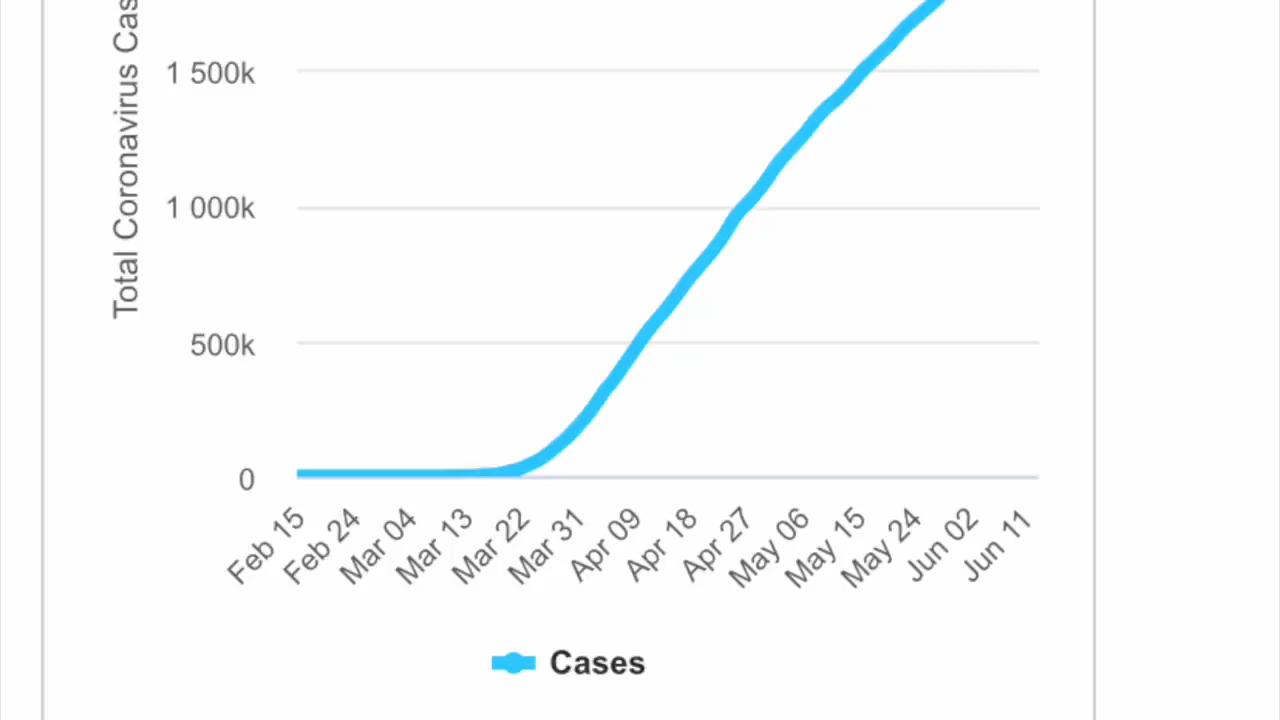 Total Coronavirus Cas
1 500k
1 000k
500k
0
Feb 15
Feb 24
Mar 04
Mar 13
Mar 22
Mar 31
Apr 09
Apr 18
Apr 27
May 06
May 15
May 24
Jun 02
Jun 11
Cases